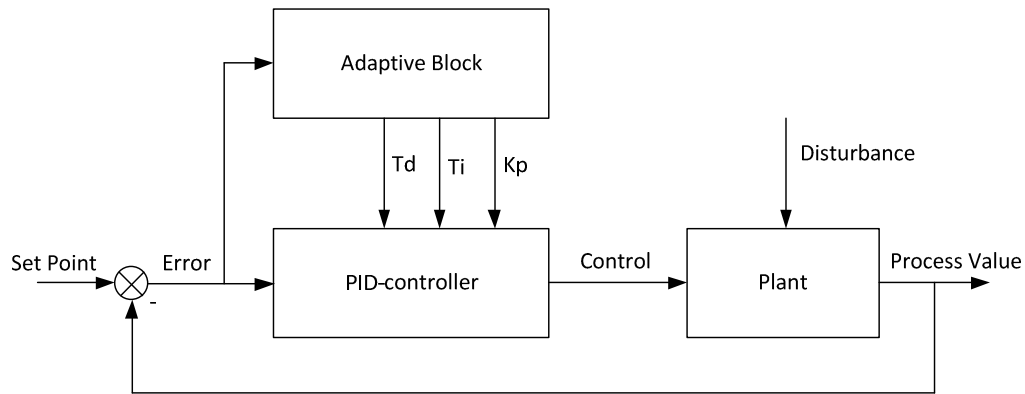 Adaptive Block
Td
Ti
Kp
Disturbance
Set Point
Error
-
PID-controller
Control
Plant
Process Value